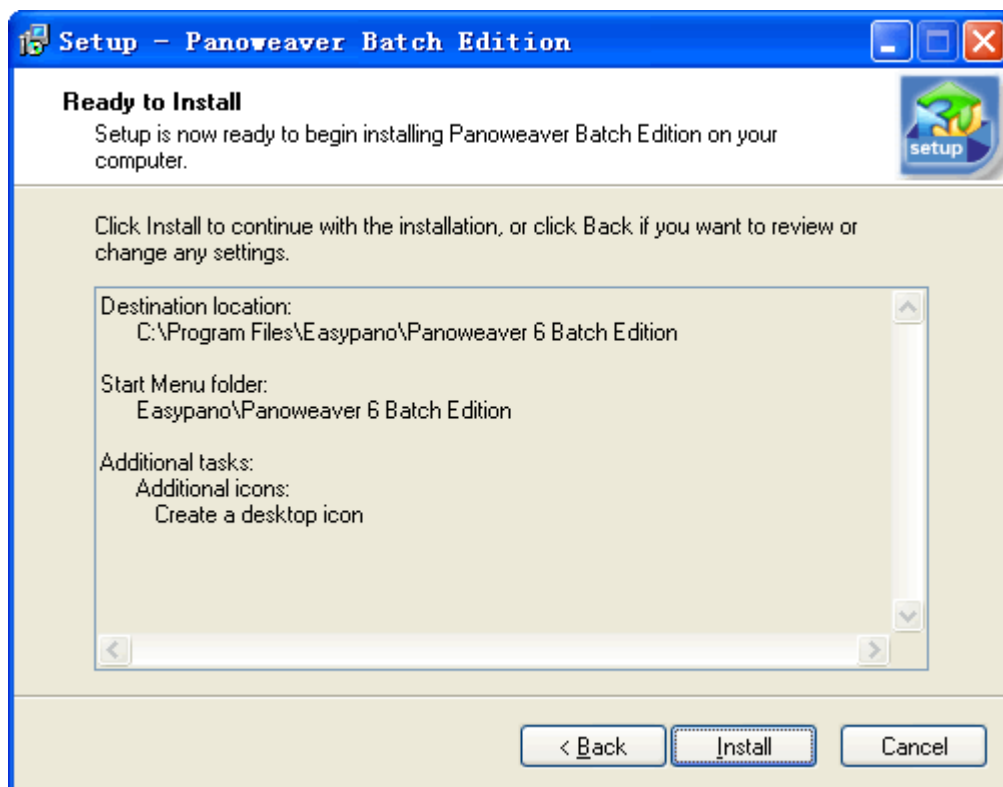 Setup - Panoweaver Batch Edition
Ready to Install
Setup is now ready to begin installing Panoweaver Batch Edition on your
computer.
setup
Click Install to continue with the installation, or click Back if you want to review or
change any settings.
Destination location:
C:\Program Files\Easypano\Panoweaver 6 Batch Edition
Start Menu folder:
Easypano\Panoweaver 6 Batch Edition
Additional tasks:
Additional icons:
Create a desktop icon
< Back
Install
Cancel